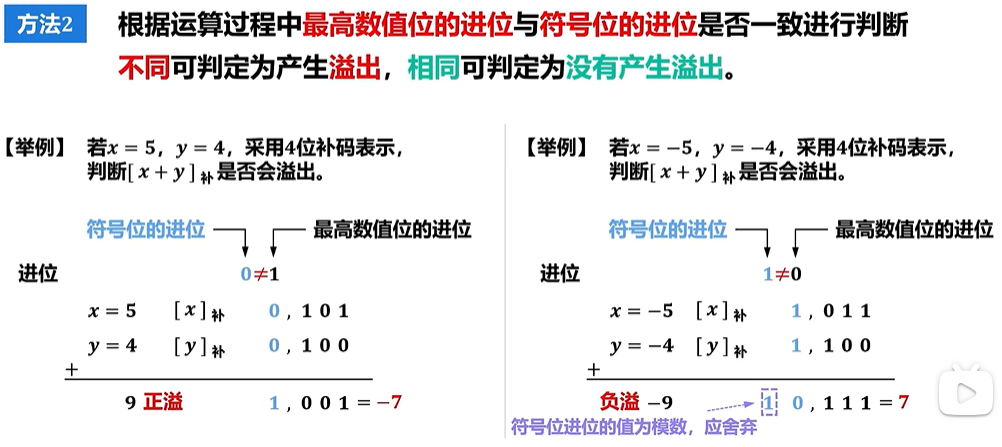 方法2
根据运算过程中最高数值位的进位与符号位的进位是否一致进行判断
不同可判定为产生溢出，相同可判定为没有产生溢出。
【举例】 若x = 5，y = 4，采用4位补码表示，
判断[ x + y ]补 是否会溢出。
符号位的进位 最高数值位的进位
进位 0≠1
x = 5 [ x ]补 0 , 1 0 1
y = 4 [ y ]补 0 , 1 0 0
+
9 正溢 1 , 0 0 1 = −7
【举例】 若x = −5，y = −4，采用4位补码表示，
判断[ x + y ]补 是否会溢出。
符号位的进位 最高数值位的进位
进位 1≠0
x = −5 [ x ]补 1 , 0 1 1
y = −4 [ y ]补 1 , 1 0 0
+
负溢 −9 1 0 , 1 1 1 = 7
符号位进位的值为模数，应舍弃